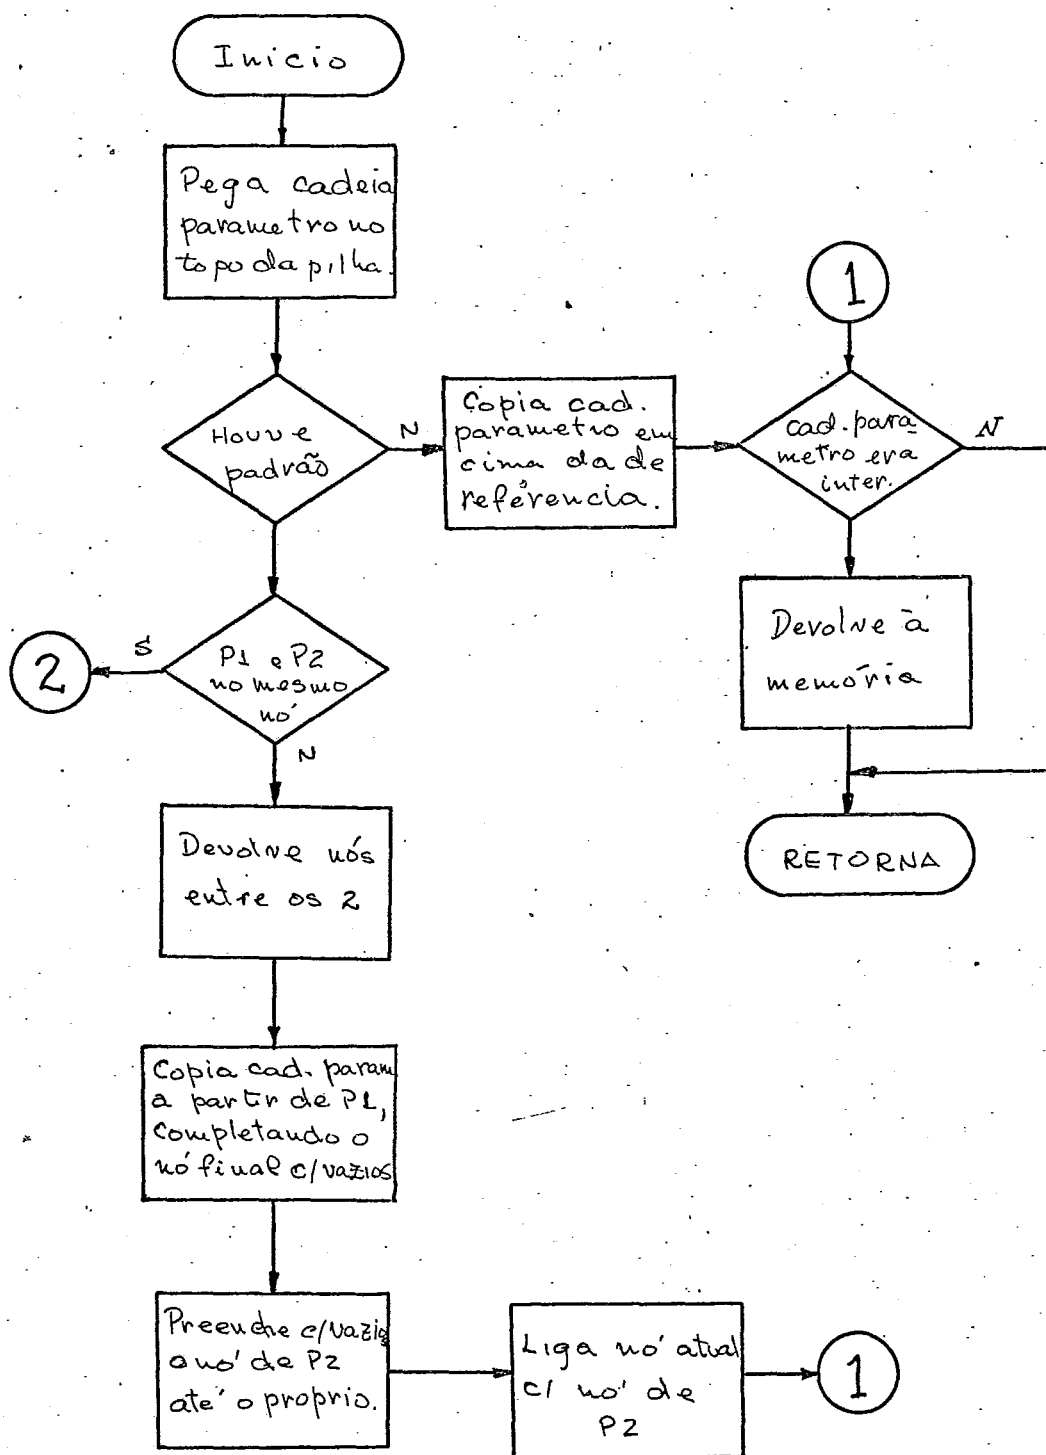 Inicio
Pega cadeia
parametro no
topo da pilha.
Houve
padrão
N
Copia cad.
parametro em
cima da de
referência.
1
cad. para-
metro era
inter.
N
Devolve à
memória
RETORNA
P1 e P2
no mesmo
nó
S
2
N
Devolve nós
entre os 2
Copia cad. param
a partir de P1,
completando o
nó final c/vazios
Preenche c/vazios
o nó de P2
até o proprio.
Liga nó atual
c/ nó de
P2
1